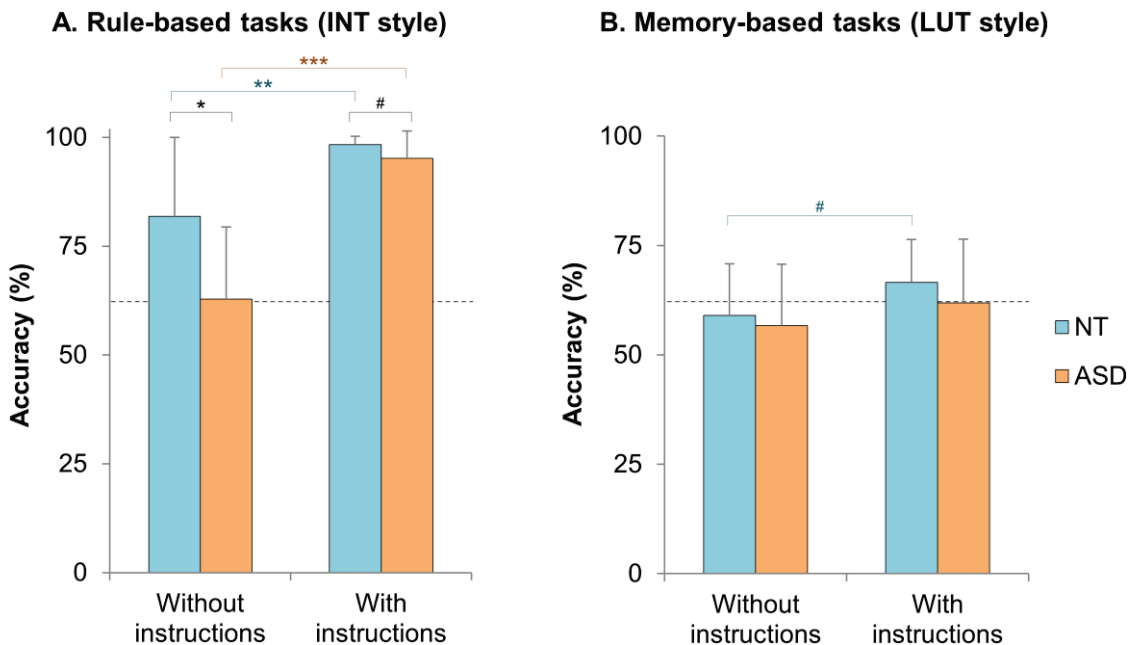 A. Rule-based tasks (INT style)
***
**
*
#
100
75
50
25
0
Accuracy (%)
Without
instructions
With
instructions
B. Memory-based tasks (LUT style)
#
100
75
50
25
0
Accuracy (%)
Without
instructions
With
instructions
NT
ASD